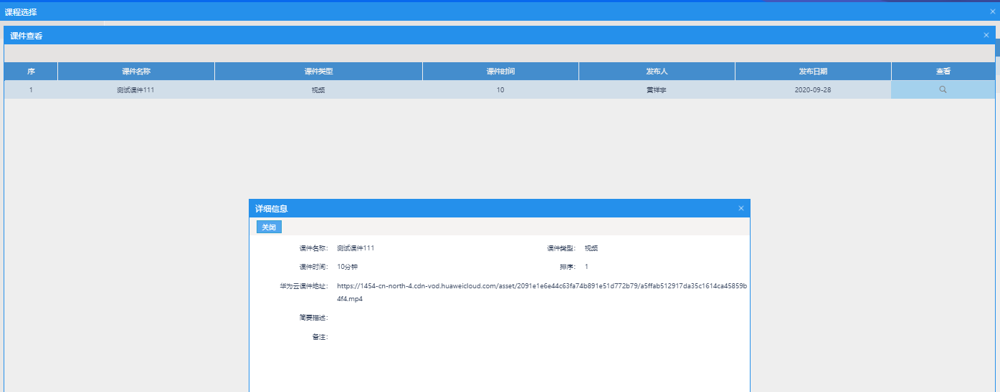 课程选择
课件查看
序 课件名称 课件类型 课件时间 发布人 发布日期 查看
1 测试课件111 视频 10 黄祥宇 2020-09-28
详细信息
关闭
课件名称: 测试课件111 课件类型: 视频
课件时间: 10分钟 排序: 1
华为云课件地址: https://1454-cn-north-4.cdn-vod.huaweicloud.com/asset/2091e1e6e44c63fa74b891e51d772b79/a5ffab512917da35c1614ca45859b
4f4.mp4
简要描述:
备注: